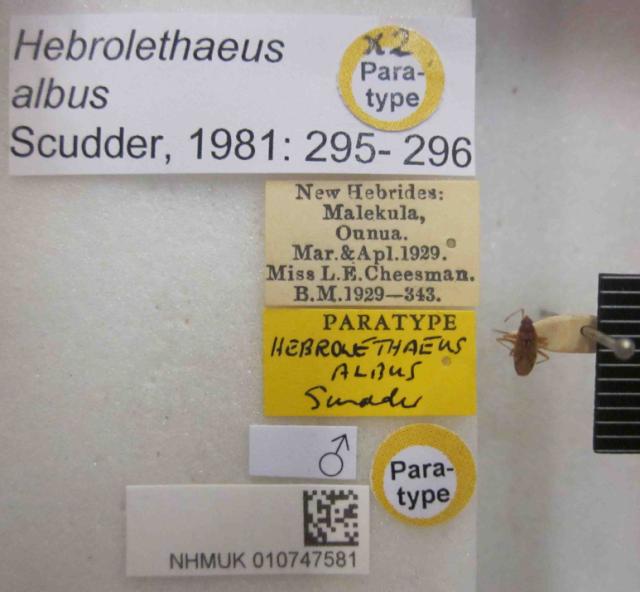 Hebrolethaeus
albus
Scudder, 1981: 295- 296
x2
Para-
type
New Hebrides:
Malekula,
Ounua.
Mar.&Apl.1929.
Miss L.E.Cheesman.
B.M.1929—343.
PARATYPE
HEBROLETHAEUS
ALBUS
Scudder
♂
Para-
type
NHMUK 010747581